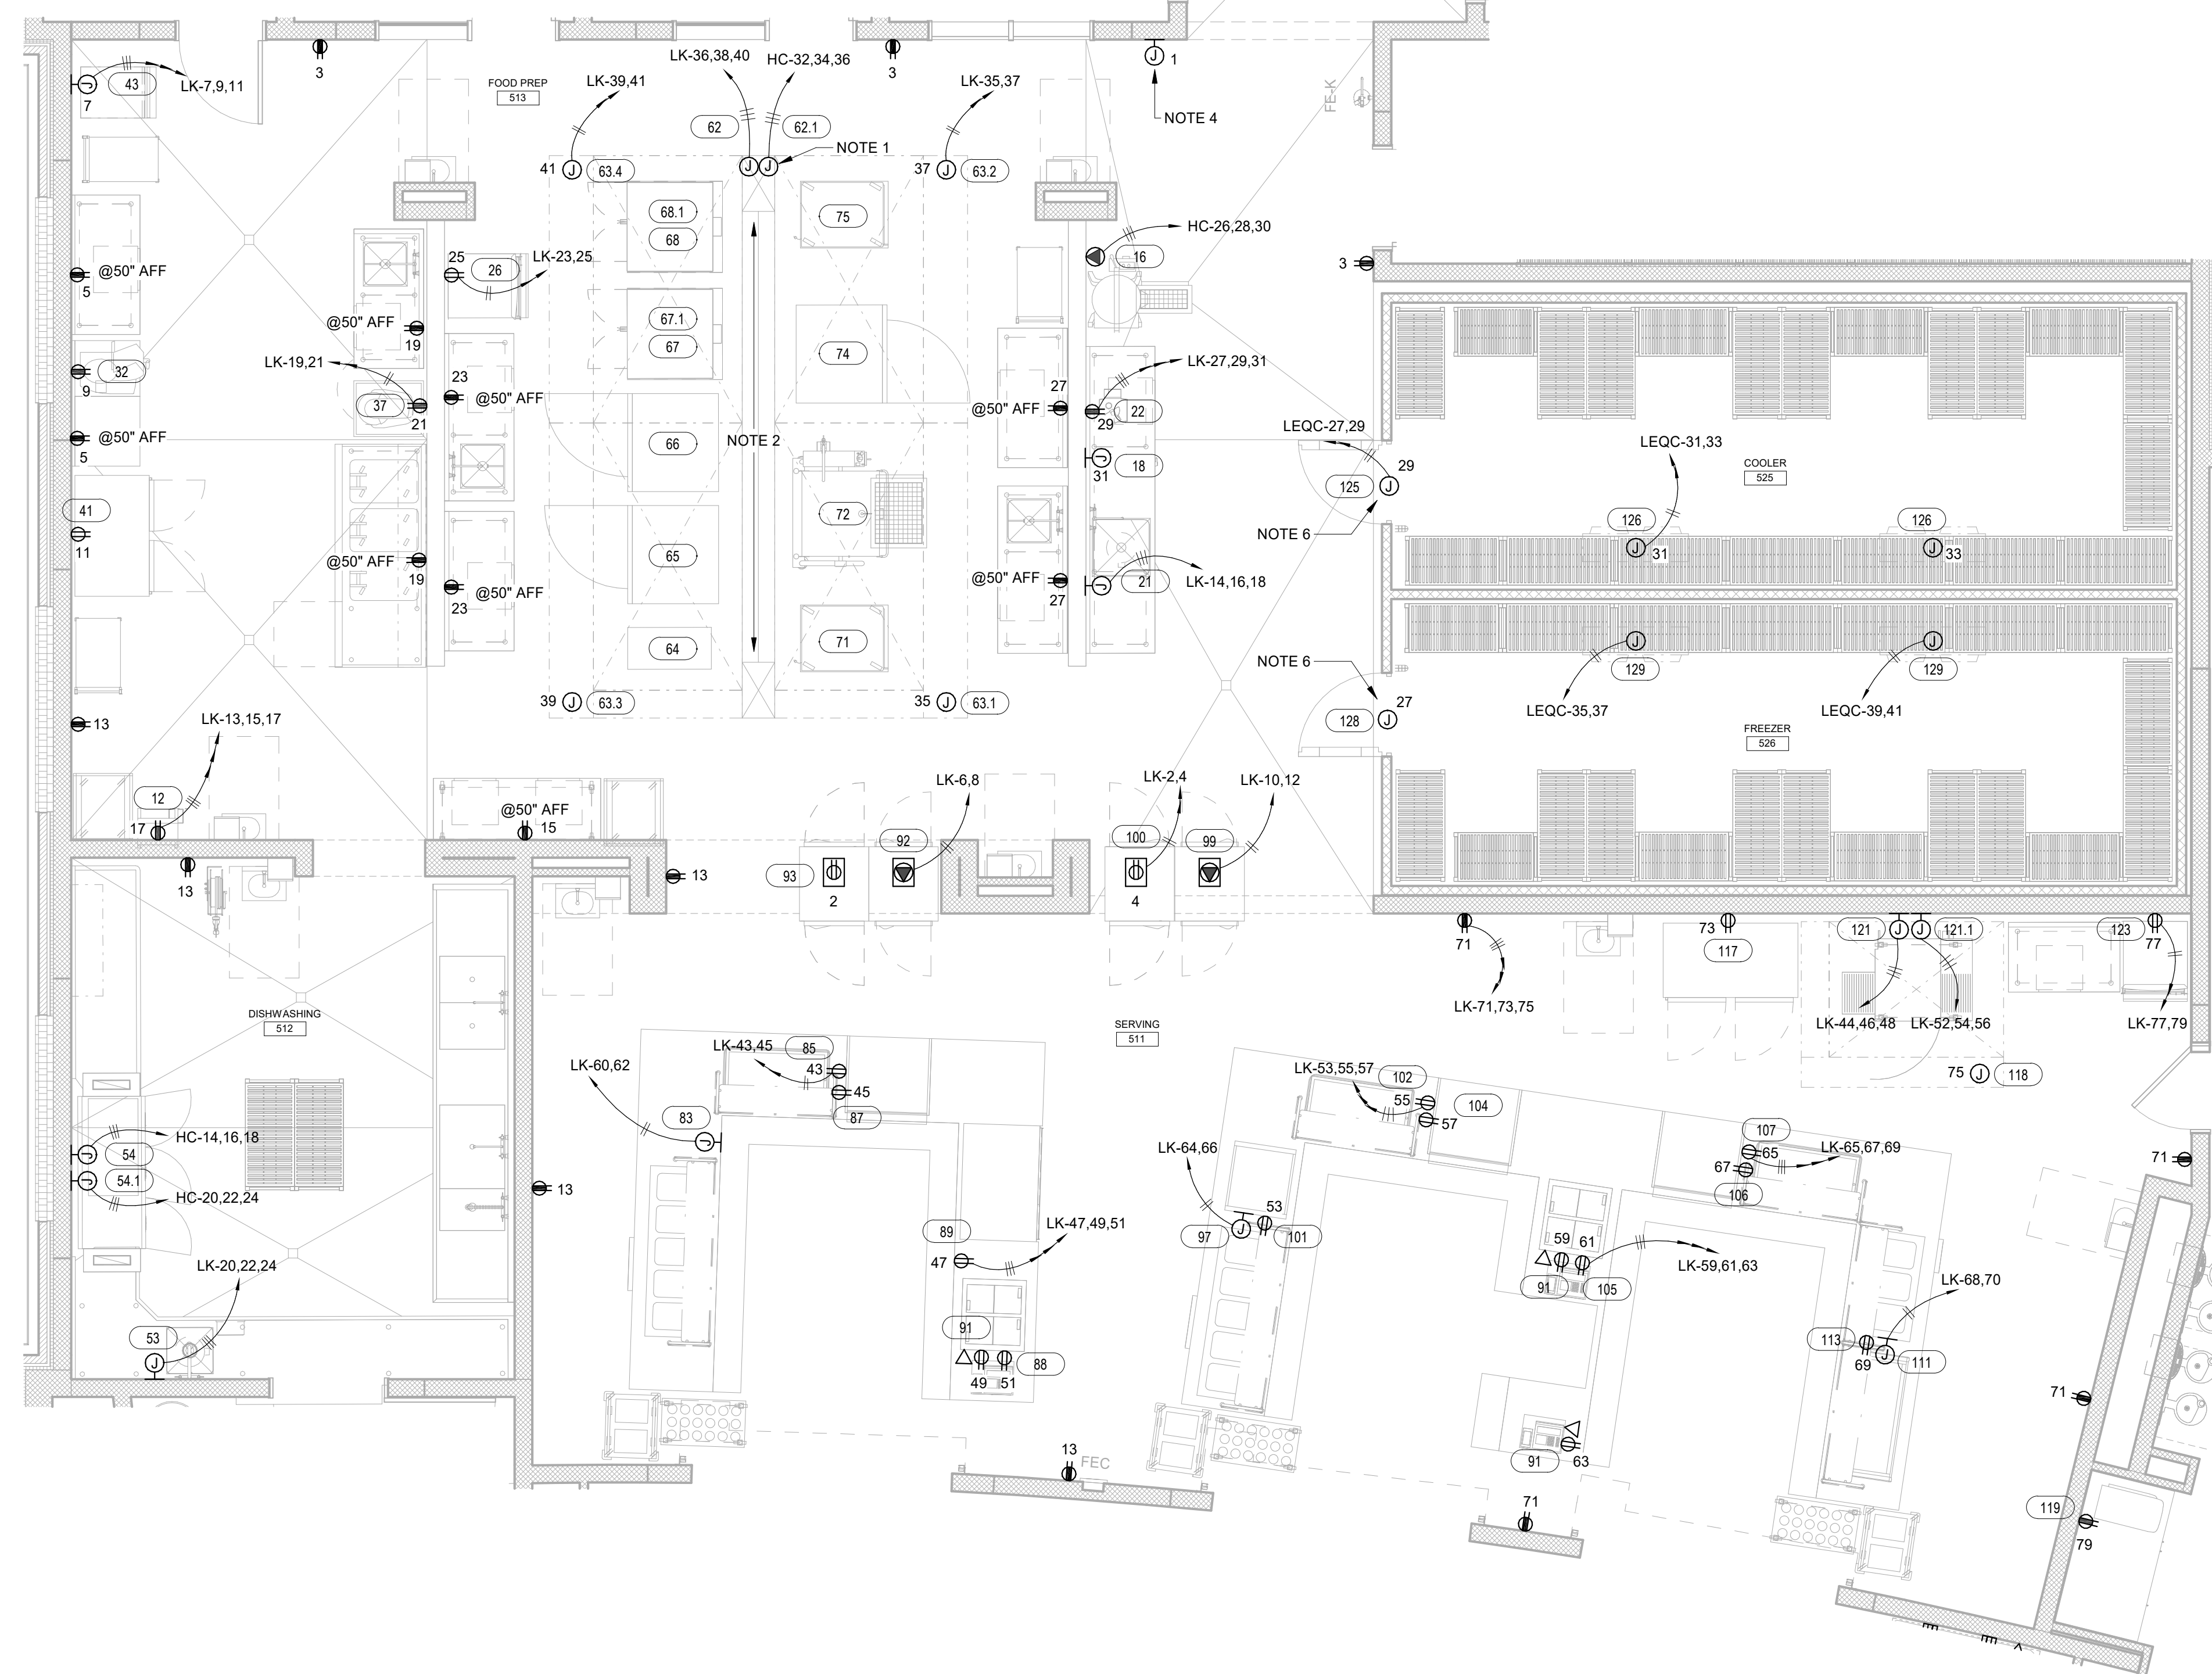 LK-36,38,40
HC-32,34,36
3
3
J
1
43
7
LK-7,9,11
FOOD PREP
513
LK-39,41
LK-35,37
FE-K
NOTE 4
62
62.1
NOTE 1
41
J
63.4
J
J
37
J
63.2
68.1
68
75
HC-26,28,30
16
3
25
26
LK-23,25
@50" AFF
5
@50" AFF
19
67.1
67
74
LK-19,21
32
9
37
21
23
@50" AFF
27
@50" AFF
LK-27,29,31
22
29
@50" AFF
5
66
NOTE 2
LEQC-27,29
LEQC-31,33
COOLER
525
J
18
31
29
125
J
41
11
72
NOTE 6
126
126
J
31
J
33
@50" AFF
19
65
@50" AFF
23
@50" AFF
27
J
21
LK-14,16,18
64
71
NOTE 6
J
129
J
129
39
J
63.3
35
J
63.1
27
128
J
LEQC-35,37
LEQC-39,41
FREEZER
526
13
LK-13,15,17
12
17
@50" AFF
15
LK-6,8
LK-2,4
LK-10,12
92
100
99
13
13
93
2
4
71
73
117
121
J
J
121.1
123
77
DISHWASHING
512
SERVING
511
LK-71,73,75
LK-44,46,48
LK-52,54,56
LK-77,79
LK-60,62
LK-43,45
85
43
45
87
83
J
LK-53,55,57
102
55
57
104
75
J
118
HC-14,16,18
J
54
J
54.1
HC-20,22,24
13
LK-64,66
107
65
LK-65,67,69
67
106
71
89
47
LK-47,49,51
53
97
J
101
59
61
LK-59,61,63
91
105
LK-20,22,24
53
J
91
88
49
51
LK-68,70
113
69
J
111
71
13
FEC
91
63
71
119
79